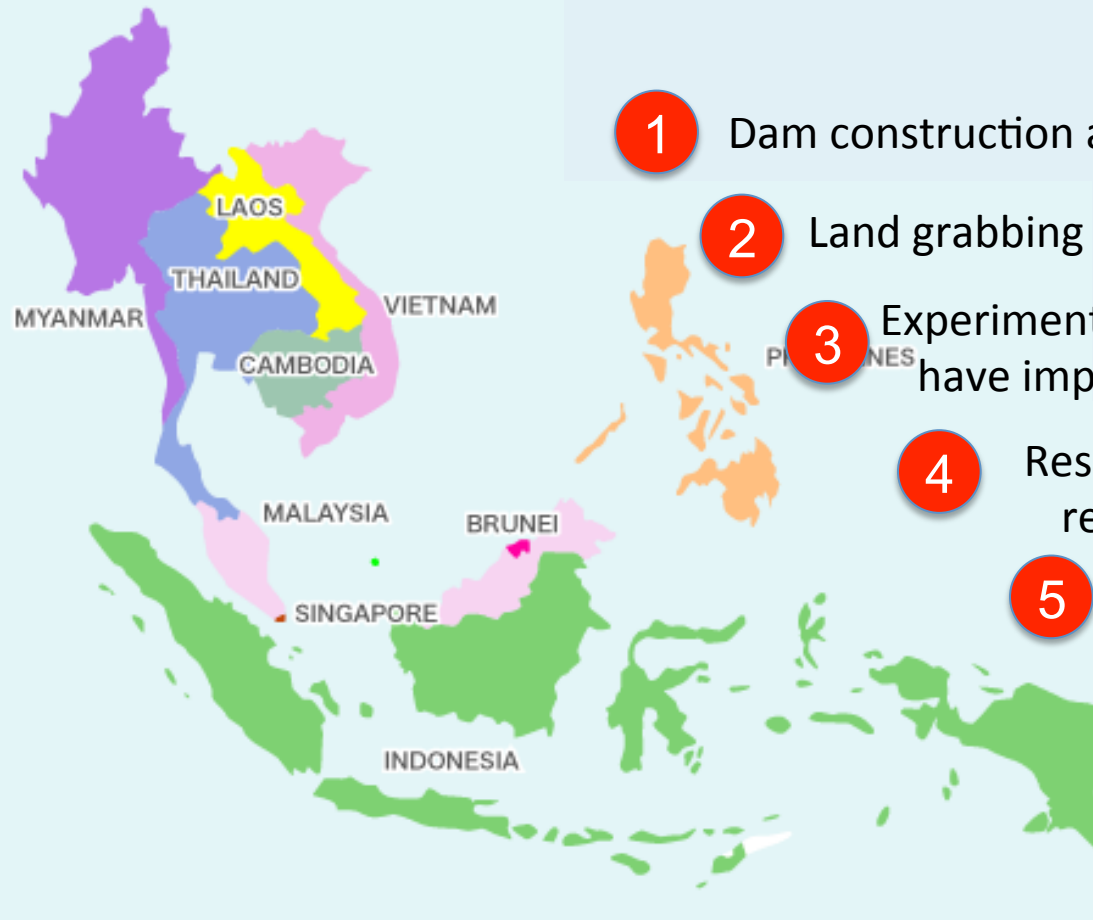 1 Dam construction a
LAOS
2 Land grabbing
THAILAND
VIETNAM
MYANMAR
3 Experiment
NES
have imp
CAMBODIA
4 Res
re
MALAYSIA
BRUNEI
5
SINGAPORE
INDONESIA